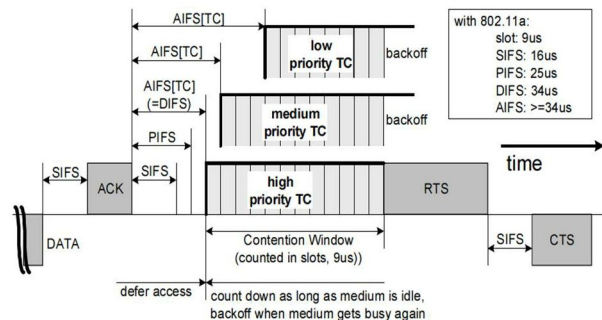 AIFS[TC]
low
priority TC
backoff
with 802.11a:
slot: 9us
SIFS: 16us
PIFS: 25us
DIFS: 34us
AIFS: >=34us
AIFS[TC]
AIFS[TC]
(=DIFS)
medium
priority TC
backoff
PIFS
time
SIFS
ACK
SIFS
high
priority TC
RTS
DATA
Contention Window
(counted in slots, 9us))
SIFS
CTS
defer access
count down as long as medium is idle,
backoff when medium gets busy again